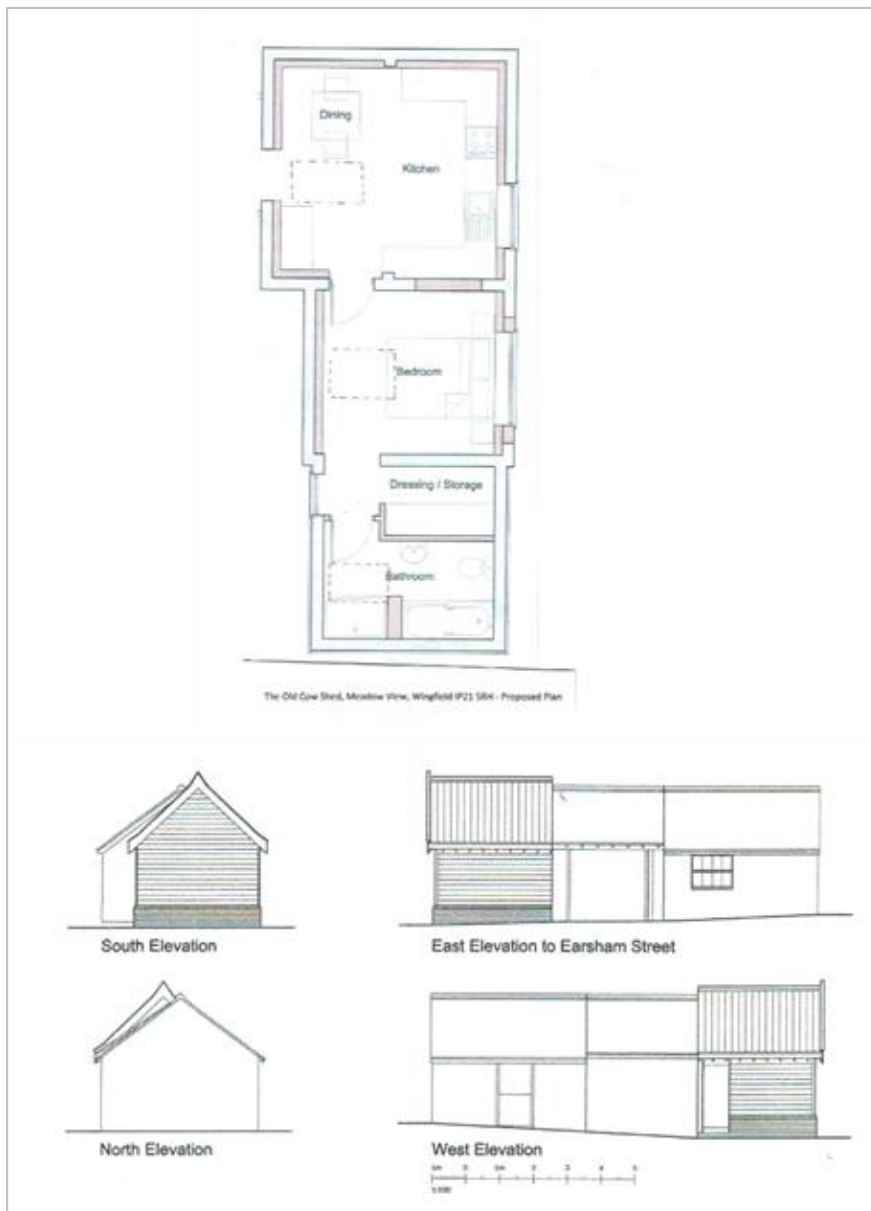 Dining
Kitchen
Bedroom
Dressing / Storage
Bathroom
The Old Cow Shed, Meadow View, Wingfield IP21 5RH - Proposed Plan
South Elevation
East Elevation to Earsham Street
North Elevation
West Elevation